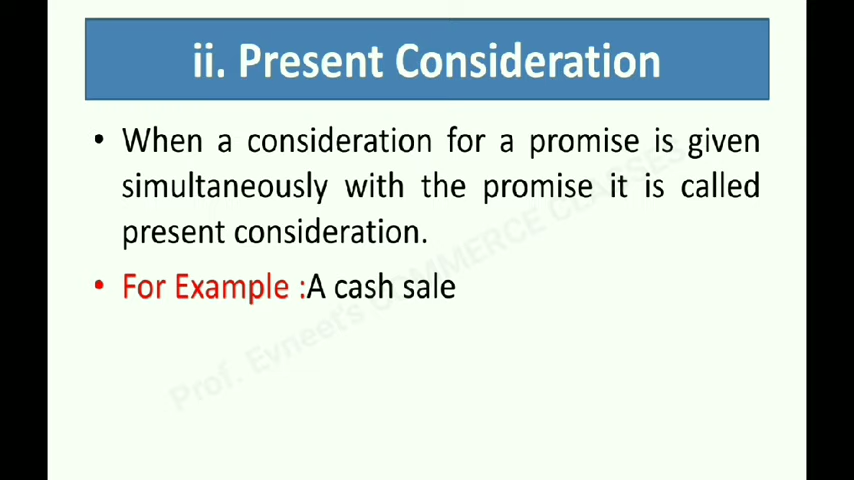 ii. Present Consideration
• When a consideration for a promise is given
simultaneously with the promise it is called
present consideration.
• For Example :A cash sale
Prof. Evneet's COMMERCE CLASSES